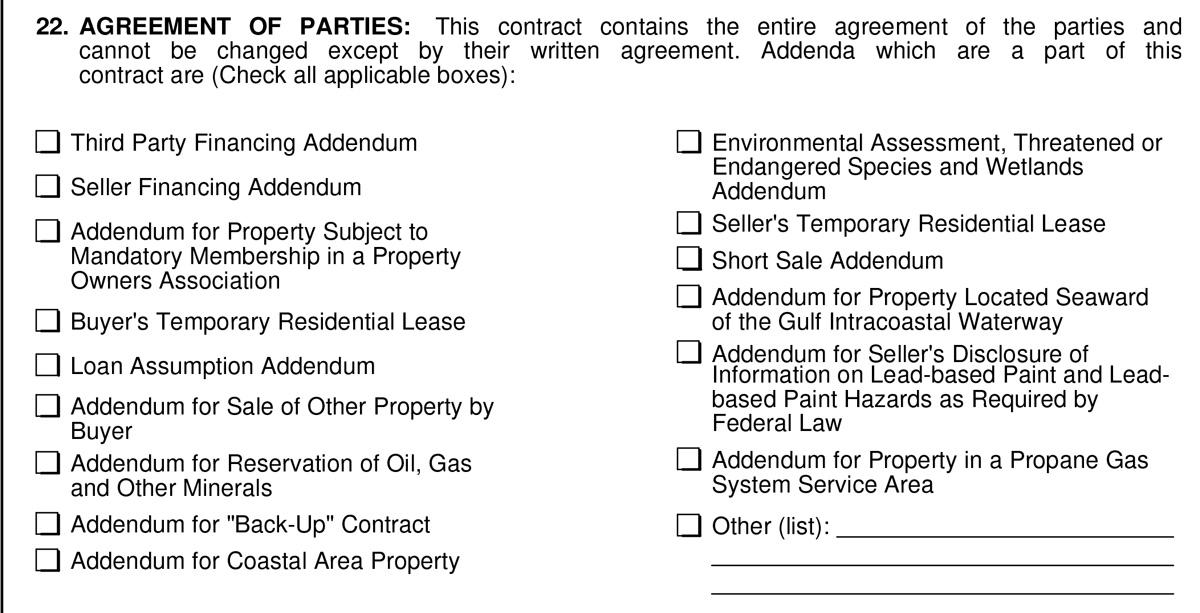 22. AGREEMENT OF PARTIES: This contract contains the entire agreement of the parties and
cannot be changed except by their written agreement. Addenda which are a part of this
contract are (Check all applicable boxes):
Third Party Financing Addendum
Seller Financing Addendum
Addendum for Property Subject to
Mandatory Membership in a Property
Owners Association
Buyer's Temporary Residential Lease
Loan Assumption Addendum
Addendum for Sale of Other Property by
Buyer
Addendum for Reservation of Oil, Gas
and Other Minerals
Addendum for "Back-Up" Contract
Addendum for Coastal Area Property
Environmental Assessment, Threatened or
Endangered Species and Wetlands
Addendum
Seller's Temporary Residential Lease
Short Sale Addendum
Addendum for Property Located Seaward
of the Gulf Intracoastal Waterway
Addendum for Seller's Disclosure of
Information on Lead-based Paint and Lead-
based Paint Hazards as Required by
Federal Law
Addendum for Property in a Propane Gas
System Service Area
Other (list):